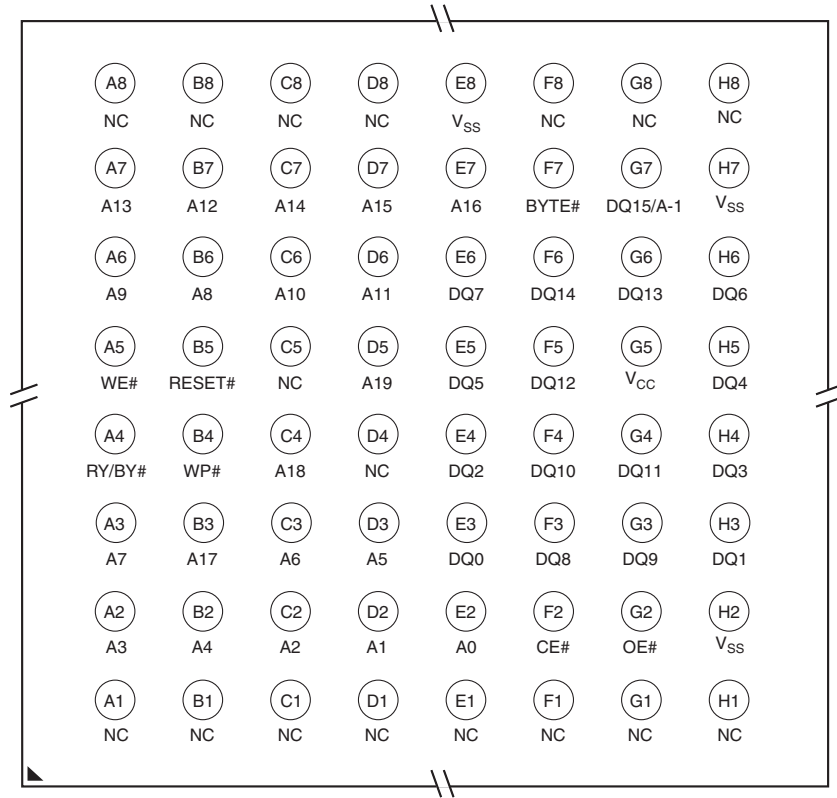 A8 B8 C8 D8 E8 F8 G8 H8
NC NC NC NC VSS NC NC NC
A7 B7 C7 D7 E7 F7 G7 H7
A13 A12 A14 A15 A16 BYTE# DQ15/A-1 VSS
A6 B6 C6 D6 E6 F6 G6 H6
A9 A8 A10 A11 DQ7 DQ14 DQ13 DQ6
A5 B5 C5 D5 E5 F5 G5 H5
WE# RESET# NC A19 DQ5 DQ12 VCC DQ4
A4 B4 C4 D4 E4 F4 G4 H4
RY/BY# WP# A18 NC DQ2 DQ10 DQ11 DQ3
A3 B3 C3 D3 E3 F3 G3 H3
A7 A17 A6 A5 DQ0 DQ8 DQ9 DQ1
A2 B2 C2 D2 E2 F2 G2 H2
A3 A4 A2 A1 A0 CE# OE# VSS
A1 B1 C1 D1 E1 F1 G1 H1
NC NC NC NC NC NC NC NC